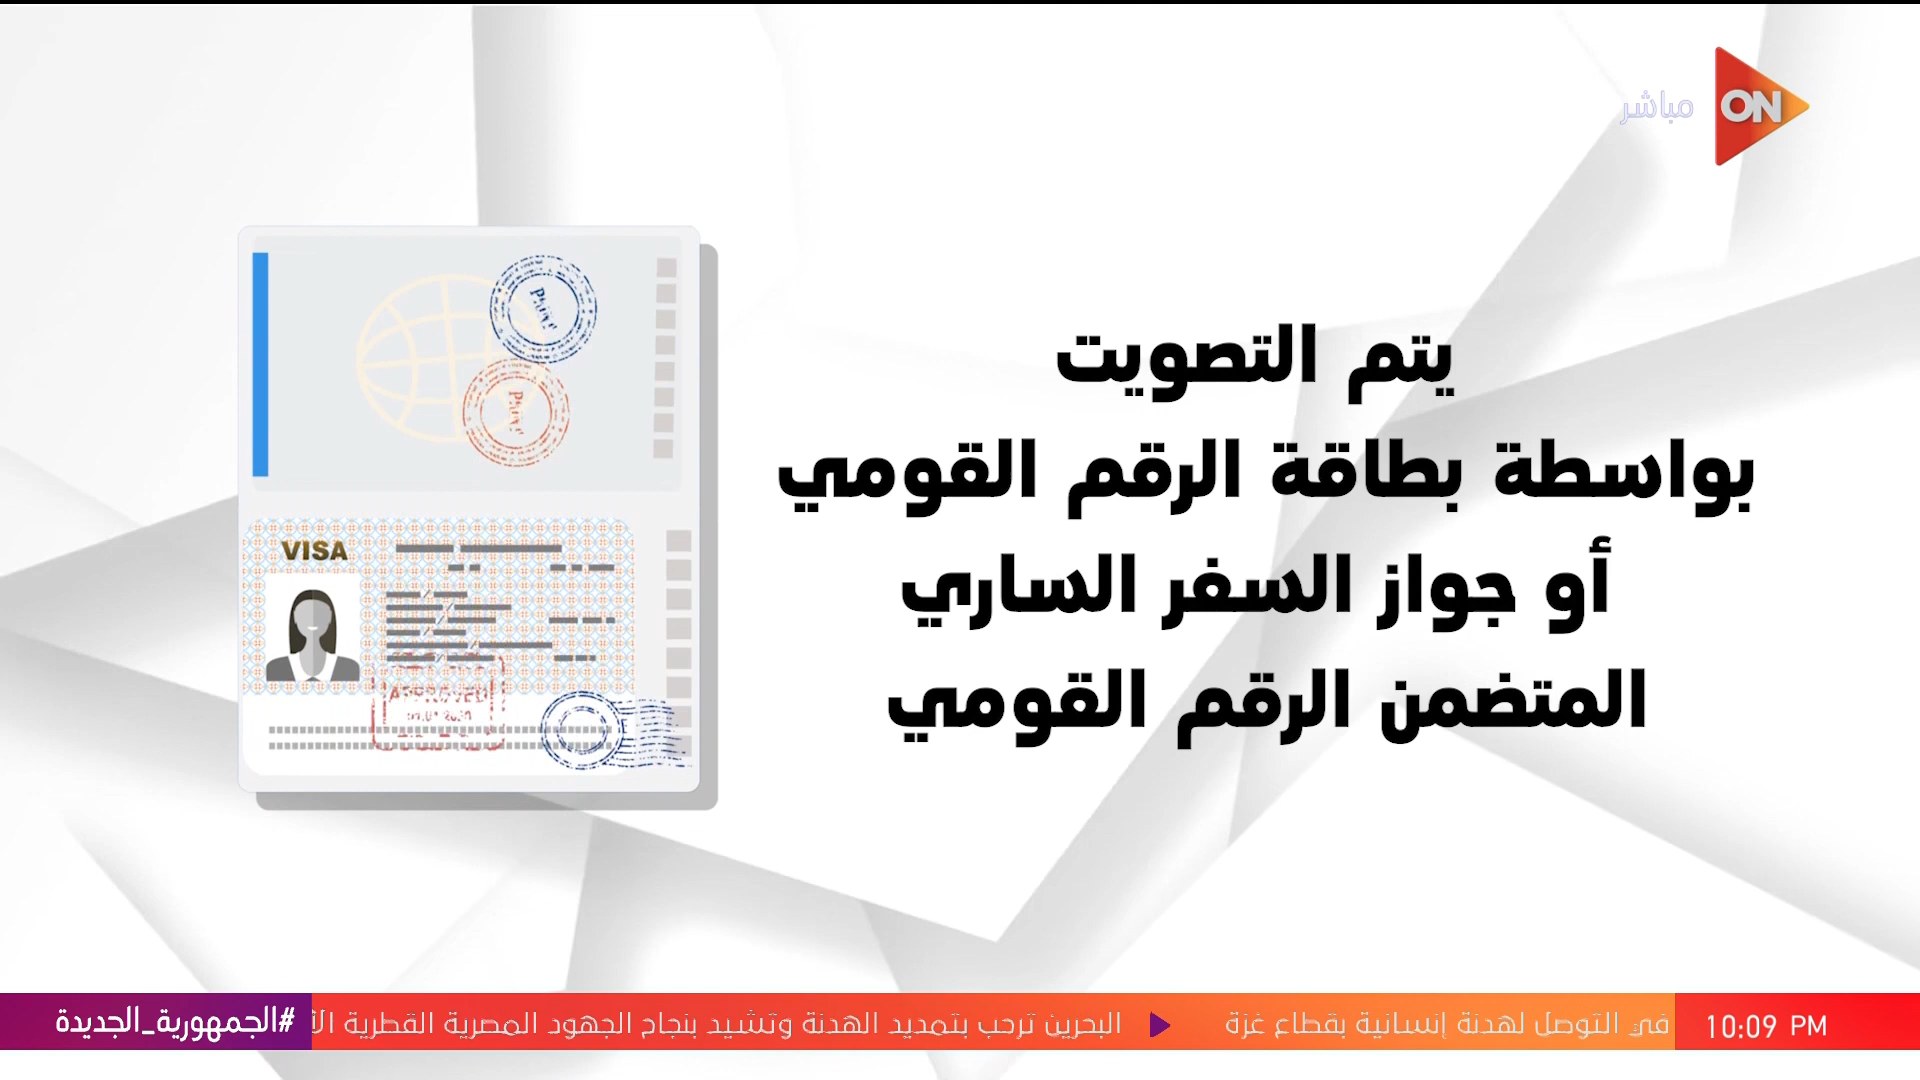 مباشر
ON
يتم التصويت
بواسطة بطاقة الرقم القومي
أو جواز السفر الساري
المتضمن الرقم القومي
VISA
APPROVED
10:09 PM
في التوصل لهدنة إنسانية بقطاع غزة
البحرين ترحب بتمديد الهدنة وتشيد بنجاح الجهود المصرية القطرية
#الجمهورية_الجديدة